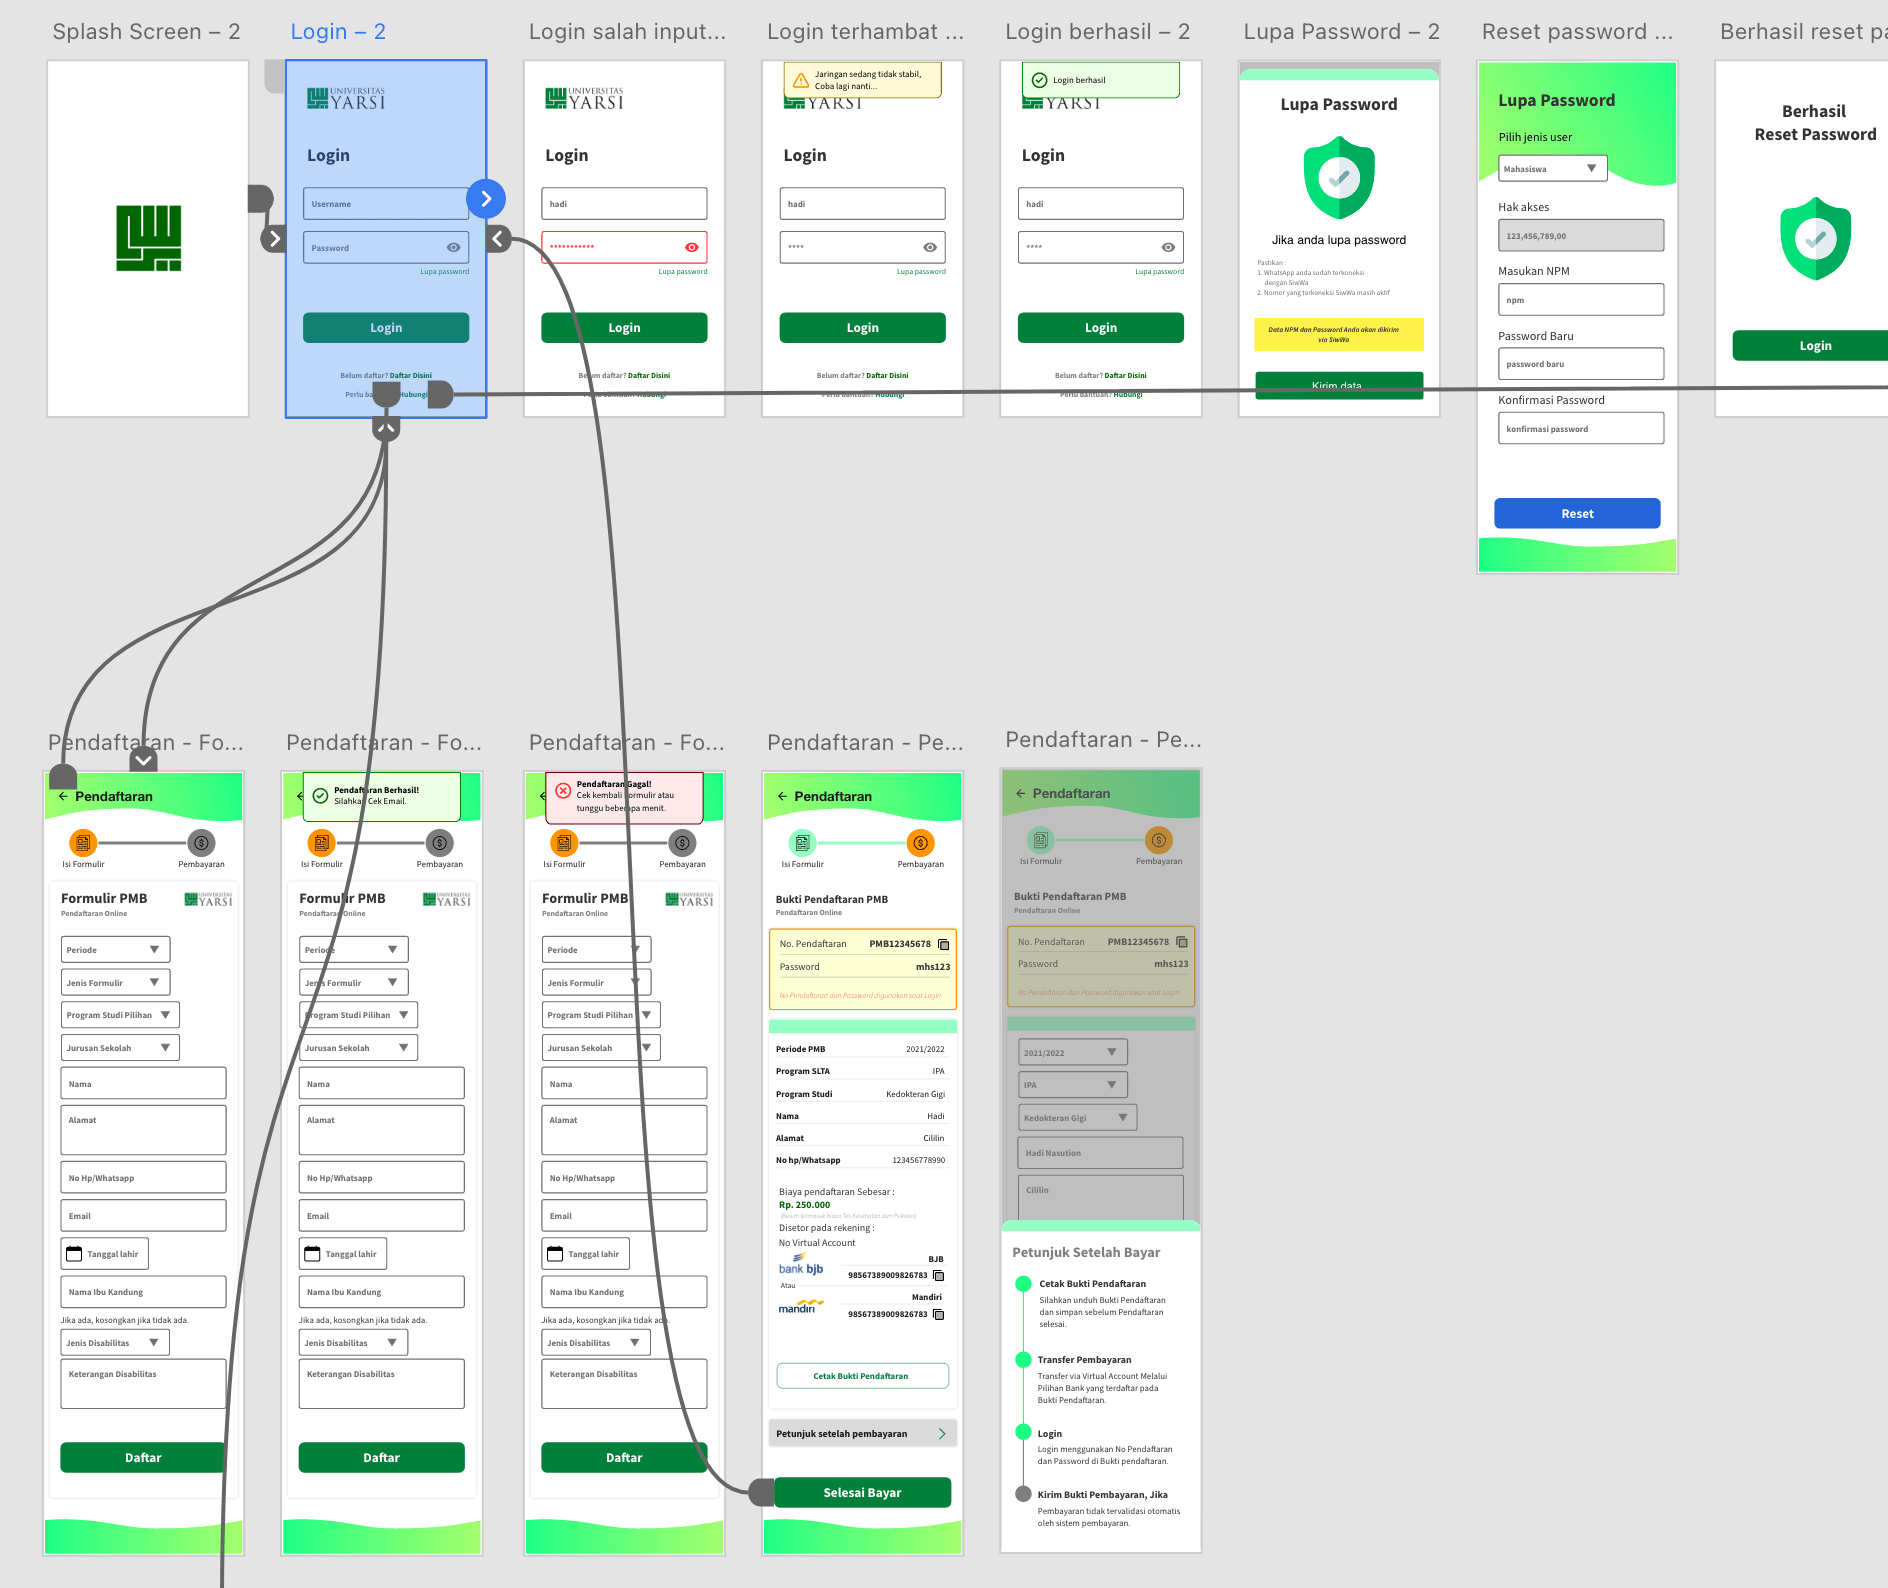 Splash Screen – 2
Login – 2
Login salah input...
Login terhambat ...
Login berhasil – 2
Lupa Password – 2
Reset password ...
Berhasil reset pa
UNIVERSITAS
YARSI
Login
Username
Password
Lupa password
Login
Belum daftar? Daftar Disini
Hubungi
UNIVERSITAS
YARSI
Login
hadi
***********
Lupa password
Login
Belum daftar? Daftar Disini
Perlu bantuan? Hubungi
Jaringan sedang tidak stabil,
Coba lagi nanti...
YARSI
Login
hadi
****
Lupa password
Login
Belum daftar? Daftar Disini
Perlu bantuan? Hubungi
Login berhasil
YARSI
Login
hadi
****
Lupa password
Login
Belum daftar? Daftar Disini
Perlu bantuan? Hubungi
Lupa Password
Jika anda lupa password
Pastikan :
1. WhatsApp anda sudah terkoneksi
dengan SiwWa
2. Nomor yang terkoneksi SiwWa masih aktif
Data NPM dan Password Anda akan dikirim
via SiwWa
Kirim data
Lupa Password
Pilih jenis user
Mahasiswa
Hak akses
123,456,789,00
Masukan NPM
npm
Password Baru
password baru
Konfirmasi Password
konfirmasi password
Reset
Berhasil
Reset Password
Login
Pendaftaran - Fo...
Pendaftaran - Fo...
Pendaftaran - Fo...
Pendaftaran - Pe...
Pendaftaran - Pe...
Pendaftaran
Isi Formulir
Pembayaran
Formulir PMB
Pendaftaran Online
UNIVERSITAS
YARSI
Periode
Jenis Formulir
Program Studi Pilihan
Jurusan Sekolah
Nama
Alamat
No Hp/Whatsapp
Email
Tanggal lahir
Nama Ibu Kandung
Jika ada, kosongkan jika tidak ada.
Jenis Disabilitas
Keterangan Disabilitas
Daftar
Pendaftaran Berhasil!
Silahkan Cek Email.
Isi Formulir
Pembayaran
Formulir PMB
Pendaftaran Online
UNIVERSITAS
YARSI
Periode
Jenis Formulir
Program Studi Pilihan
Jurusan Sekolah
Nama
Alamat
No Hp/Whatsapp
Email
Tanggal lahir
Nama Ibu Kandung
Jika ada, kosongkan jika tidak ada.
Jenis Disabilitas
Keterangan Disabilitas
Daftar
Pendaftaran Gagal!
Cek kembali formulir atau
tunggu beberapa menit.
Isi Formulir
Pembayaran
Formulir PMB
Pendaftaran Online
UNIVERSITAS
YARSI
Periode
Jenis Formulir
Program Studi Pilihan
Jurusan Sekolah
Nama
Alamat
No Hp/Whatsapp
Email
Tanggal lahir
Nama Ibu Kandung
Jika ada, kosongkan jika tidak ada.
Jenis Disabilitas
Keterangan Disabilitas
Daftar
Pendaftaran
Isi Formulir
Pembayaran
Bukti Pendaftaran PMB
Pendaftaran Online
No. Pendaftaran PMB12345678
Password mhs123
No Pendaftaran dan Password digunakan saat Login
Periode PMB 2021/2022
Program SLTA IPA
Program Studi Kedokteran Gigi
Nama Hadi
Alamat Cililin
No hp/Whatsapp 123456778990
Biaya pendaftaran Sebesar :
Rp. 250.000
(Belum termasuk biaya Tes Kesehatan dan Psikotes)
Disetor pada rekening :
No Virtual Account
bank bjb
BJB
98567389009826783
Atau
mandiri
Mandiri
98567389009826783
Cetak Bukti Pendaftaran
Petunjuk setelah pembayaran
Selesai Bayar
Pendaftaran
Isi Formulir
Pembayaran
Bukti Pendaftaran PMB
Pendaftaran Online
No. Pendaftaran PMB12345678
Password mhs123
No Pendaftaran dan Password digunakan saat Login
2021/2022
IPA
Kedokteran Gigi
Hadi Nasution
Cililin
Petunjuk Setelah Bayar
Cetak Bukti Pendaftaran
Silahkan unduh Bukti Pendaftaran
dan simpan sebelum Pendaftaran
selesai.
Transfer Pembayaran
Transfer via Virtual Account Melalui
Pilihan Bank yang terdaftar pada
Bukti Pendaftaran.
Login
Login menggunakan No Pendaftaran
dan Password di Bukti pendaftaran.
Kirim Bukti Pembayaran, Jika
Pembayaran tidak tervalidasi otomatis
oleh sistem pembayaran.